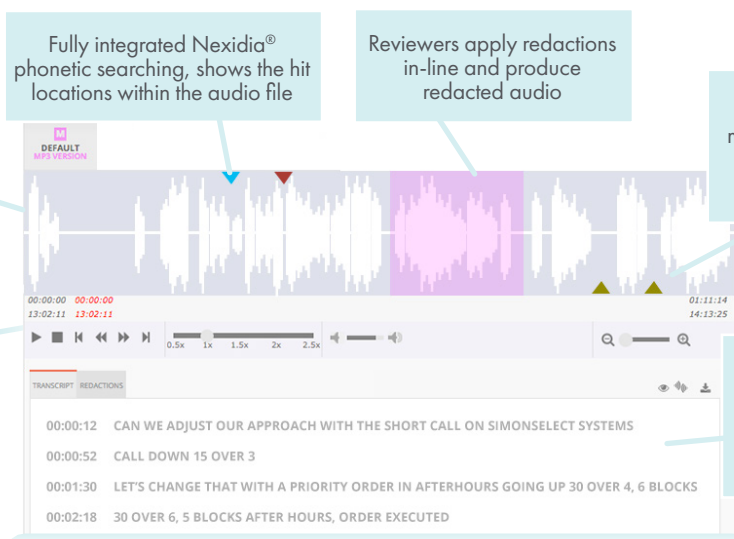 Fully integrated Nexidia®
phonetic searching, shows the hit
locations within the audio file
Reviewers apply redactions
in-line and produce
redacted audio
M
DEFAULT
MP3 VERSION
00:00:00 00:00:00
01:11:14
13:02:11 13:02:11
14:13:25
0.5x 1x 1.5x 2x 2.5x
TRANSCRIPT REDACTIONS
00:00:12 CAN WE ADJUST OUR APPROACH WITH THE SHORT CALL ON SIMONSELECT SYSTEMS
00:00:52 CALL DOWN 15 OVER 3
00:01:30 LET'S CHANGE THAT WITH A PRIORITY ORDER IN AFTERHOURS GOING UP 30 OVER 4, 6 BLOCKS
00:02:18 30 OVER 6, 5 BLOCKS AFTER HOURS, ORDER EXECUTED